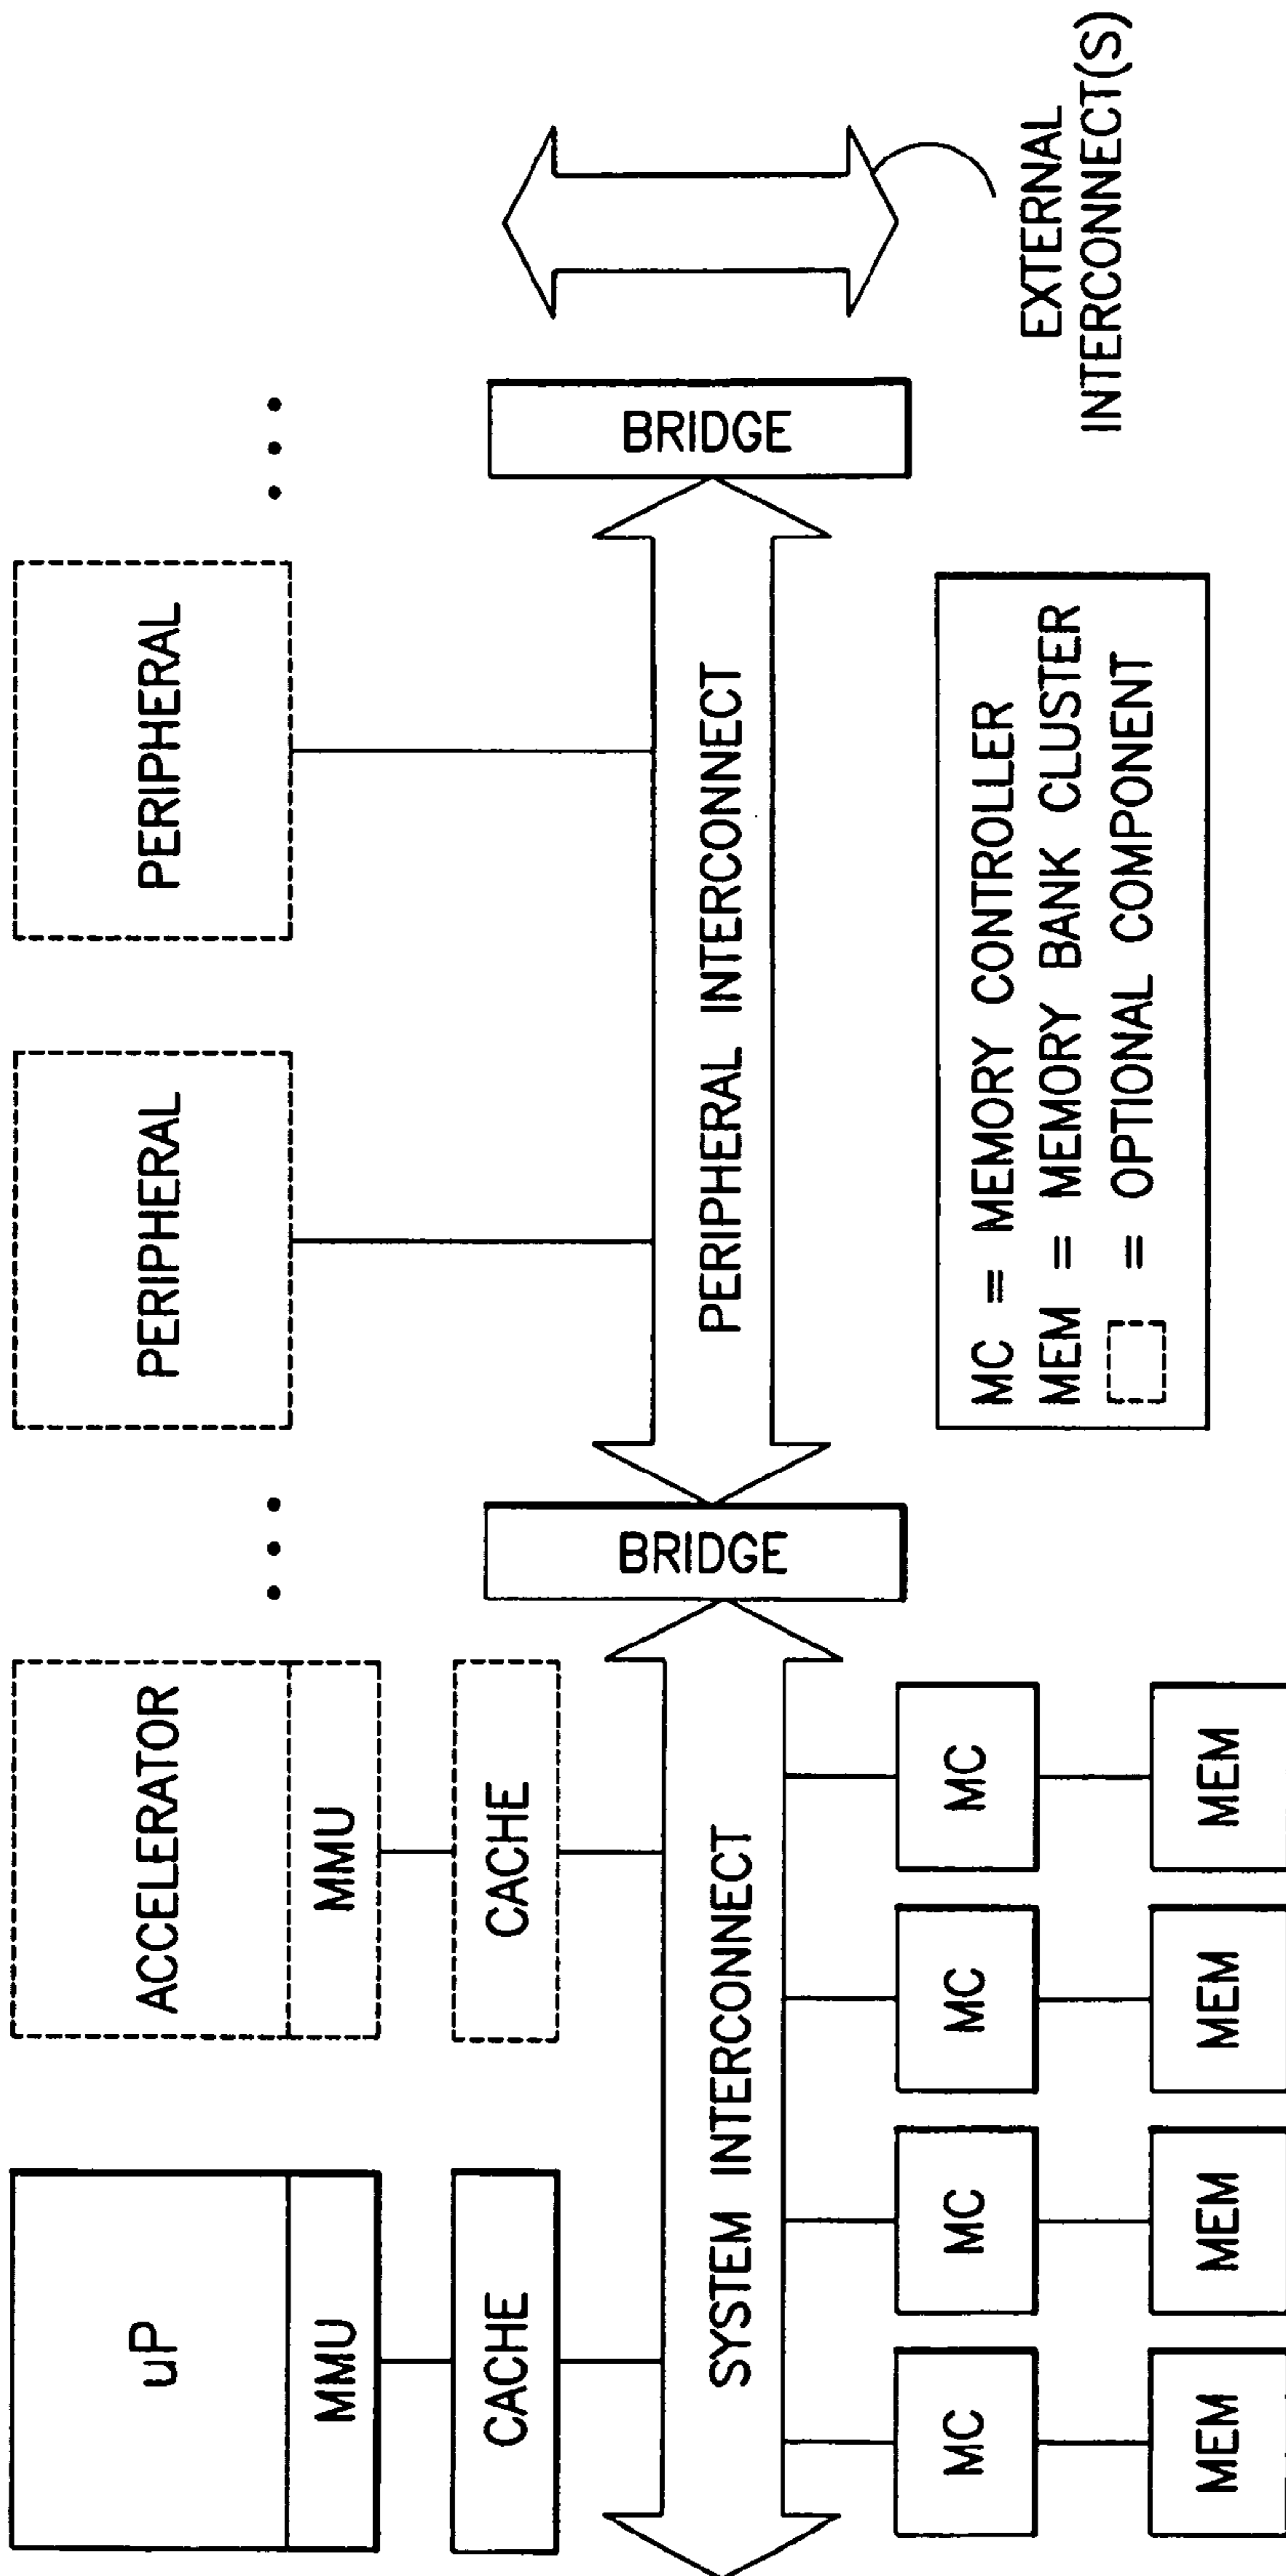 uP
MMU
CACHE
ACCELERATOR
MMU
CACHE
PERIPHERAL
PERIPHERAL
SYSTEM INTERCONNECT
BRIDGE
PERIPHERAL INTERCONNECT
BRIDGE
EXTERNAL
INTERCONNECT(S)
MC
MC
MC
MC
MEM
MEM
MEM
MEM
MC = MEMORY CONTROLLER
MEM = MEMORY BANK CLUSTER
= OPTIONAL COMPONENT